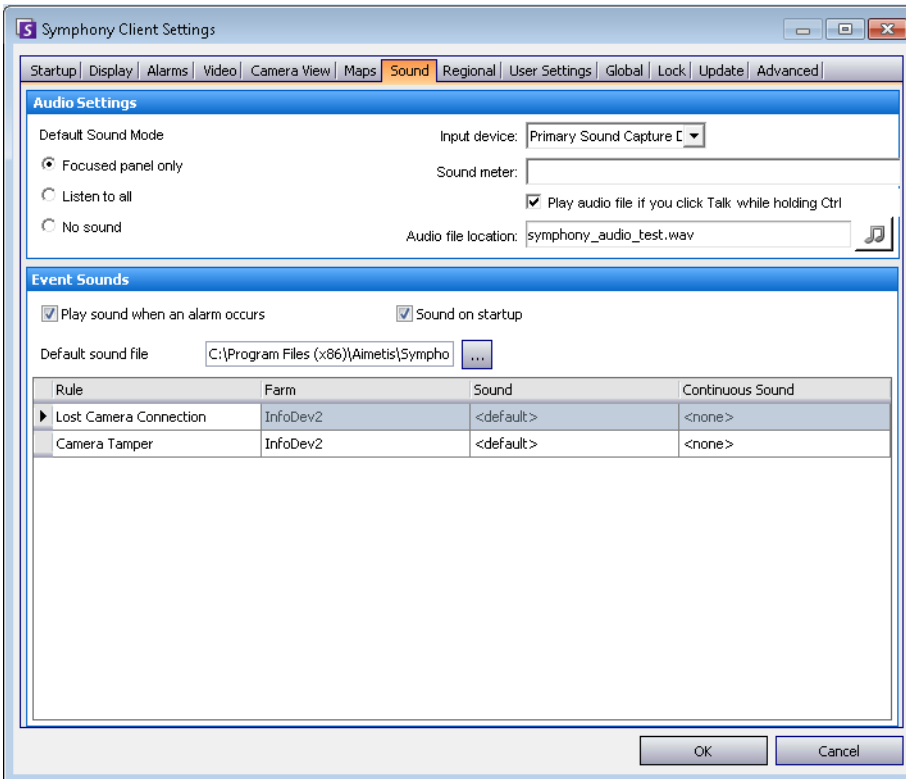 Symphony Client Settings
Startup Display Alarms Video Camera View Maps Sound Regional User Settings Global Lock Update Advanced
Audio Settings
Default Sound Mode
Input device: Primary Sound Capture D
Focused panel only
Sound meter:
Listen to all
Play audio file if you click Talk while holding Ctrl
No sound
Audio file location: symphony_audio_test.wav
Event Sounds
Play sound when an alarm occurs Sound on startup
Default sound file C:\Program Files (x86)\Aimetis\Sympho ...
Rule Farm Sound Continuous Sound
Lost Camera Connection InfoDev2 <default> <none>
Camera Tamper InfoDev2 <default> <none>
OK Cancel